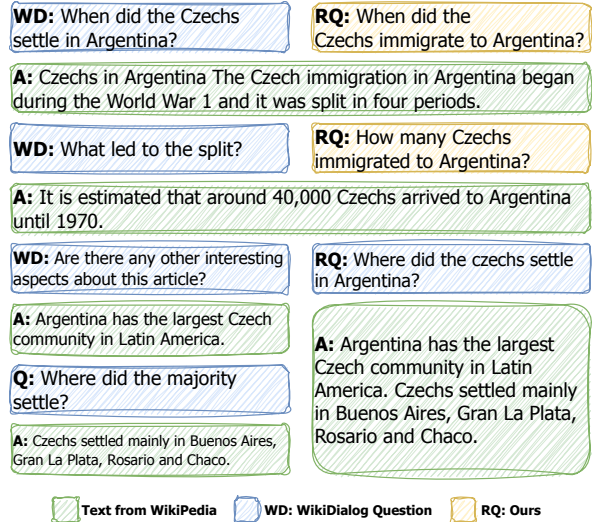 WD: When did the Czechs
settle in Argentina?
RQ: When did the
Czechs immigrate to Argentina?
A: Czechs in Argentina The Czech immigration in Argentina began
during the World War 1 and it was split in four periods.
WD: What led to the split?
RQ: How many Czechs
immigrated to Argentina?
A: It is estimated that around 40,000 Czechs arrived to Argentina
until 1970.
WD: Are there any other interesting
aspects about this article?
RQ: Where did the czechs settle
in Argentina?
A: Argentina has the largest Czech
community in Latin America.
Q: Where did the majority
settle?
A: Czechs settled mainly in Buenos Aires,
Gran La Plata, Rosario and Chaco.
A: Argentina has the largest
Czech community in Latin
America. Czechs settled mainly
in Buenos Aires, Gran La Plata,
Rosario and Chaco.
Text from WikiPedia
WD: WikiDialog Question
RQ: Ours